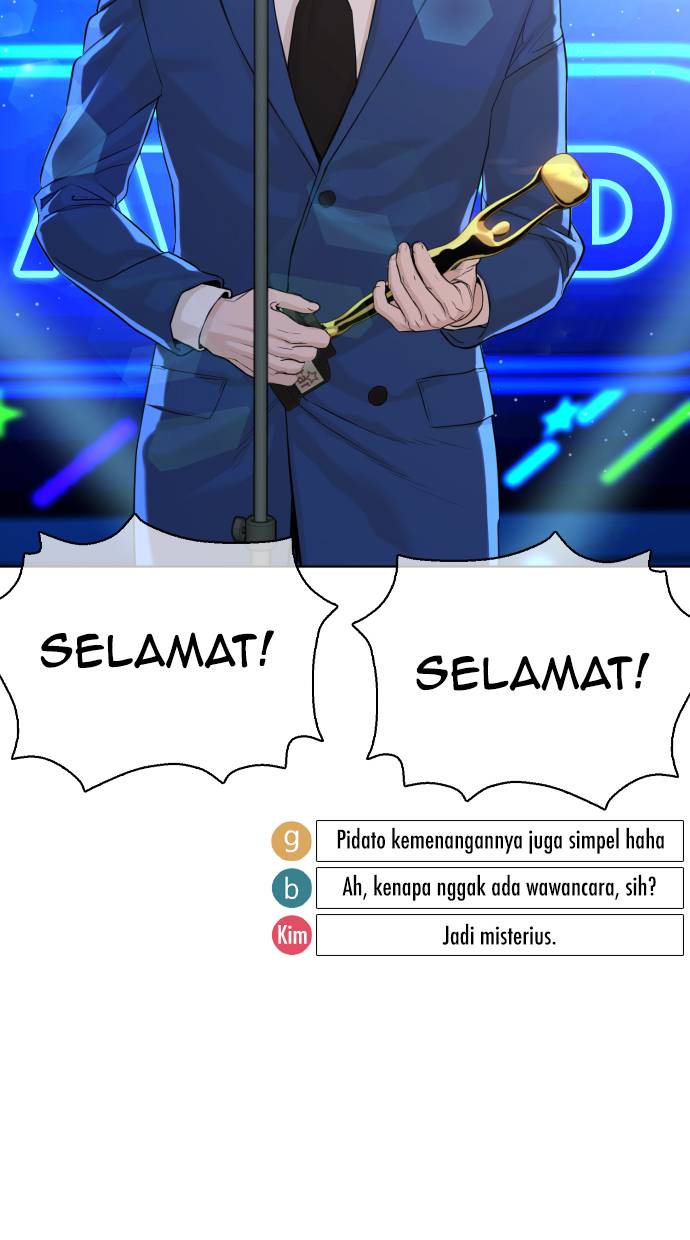 A D
SELAMAT!
SELAMAT!
g Pidato kemenangannya juga simpel haha
b Ah, kenapa nggak ada wawancara, sih?
Kim Jadi misterius.